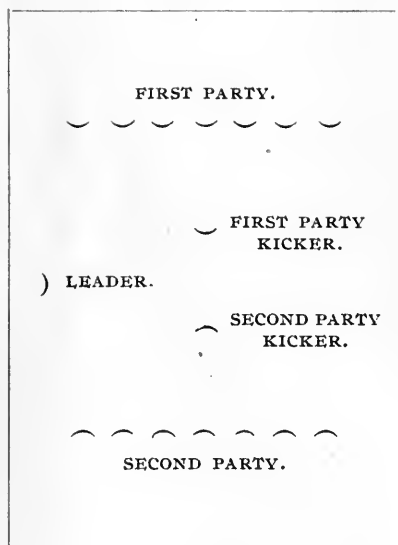 FIRST PARTY.
FIRST PARTY
KICKER.
LEADER.
SECOND PARTY
KICKER.
SECOND PARTY.